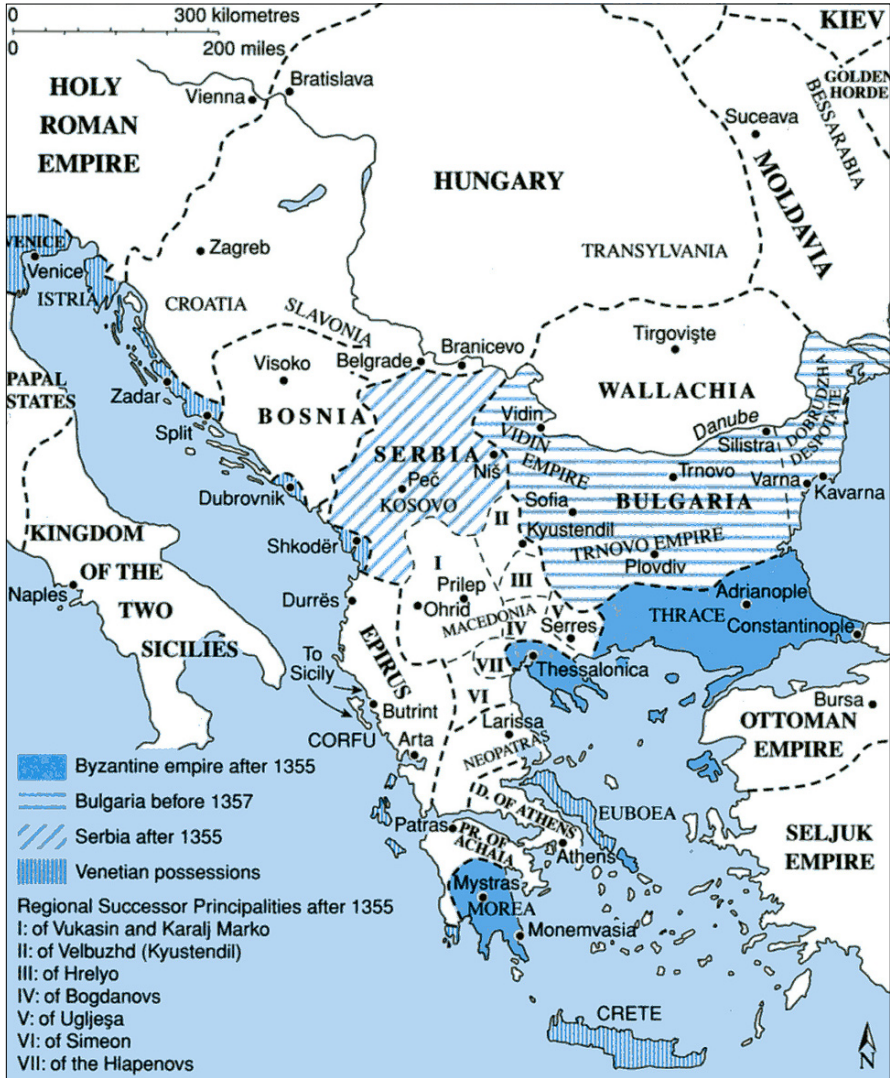 0 300 kilometres
0 200 miles
KIEV
GOLDEN
HORDE
BESSARABIA
HOLY
ROMAN
EMPIRE
Vienna
Bratislava
Suceava
HUNGARY
MOLDAVIA
TRANSYLVANIA
VENICE
Venice
ISTRIA
Zagreb
CROATIA
SLAVONIA
Tirgovişte
WALLACHIA
Belgrade
Branicevo
Visoko
BOSNIA
PAPAL
STATES
Zadar
Split
Danube
DOBRUDZHA
DESPOTATE
Silistra
Vidin
VIDIN
EMPIRE
SERBIA
Niš
Peč
KOSOVO
Trnovo
Varna
Kavarna
Sofia
BULGARIA
Dubrovnik
II
Kyustendil
KINGDOM
OF THE
TWO
SICILIES
Naples
Shkodër
TRNOVO EMPIRE
Plovdiv
I
III
Prilep
Ohrid
MACEDONIA
Durrës
V
IV
Serres
Adrianople
THRACE
Constantinople
EPIRUS
VII
Thessalonica
To
Sicily
VI
Butrint
CORFU
Larissa
NEOPATRAS
Arta
Bursa
OTTOMAN
EMPIRE
D. OF ATHENS
EUBOEA
Patras
PR. OF
ACHAIA
Athens
SELJUK
EMPIRE
Mystras
MOREA
Monemvasia
CRETE
N
Byzantine empire after 1355
Bulgaria before 1357
Serbia after 1355
Venetian possessions
Regional Successor Principalities after 1355
I: of Vukasin and Karalj Marko
II: of Velbuzhd (Kyustendil)
III: of Hrelyo
IV: of Bogdanovs
V: of Ugljeşa
VI: of Simeon
VII: of the Hlapenovs